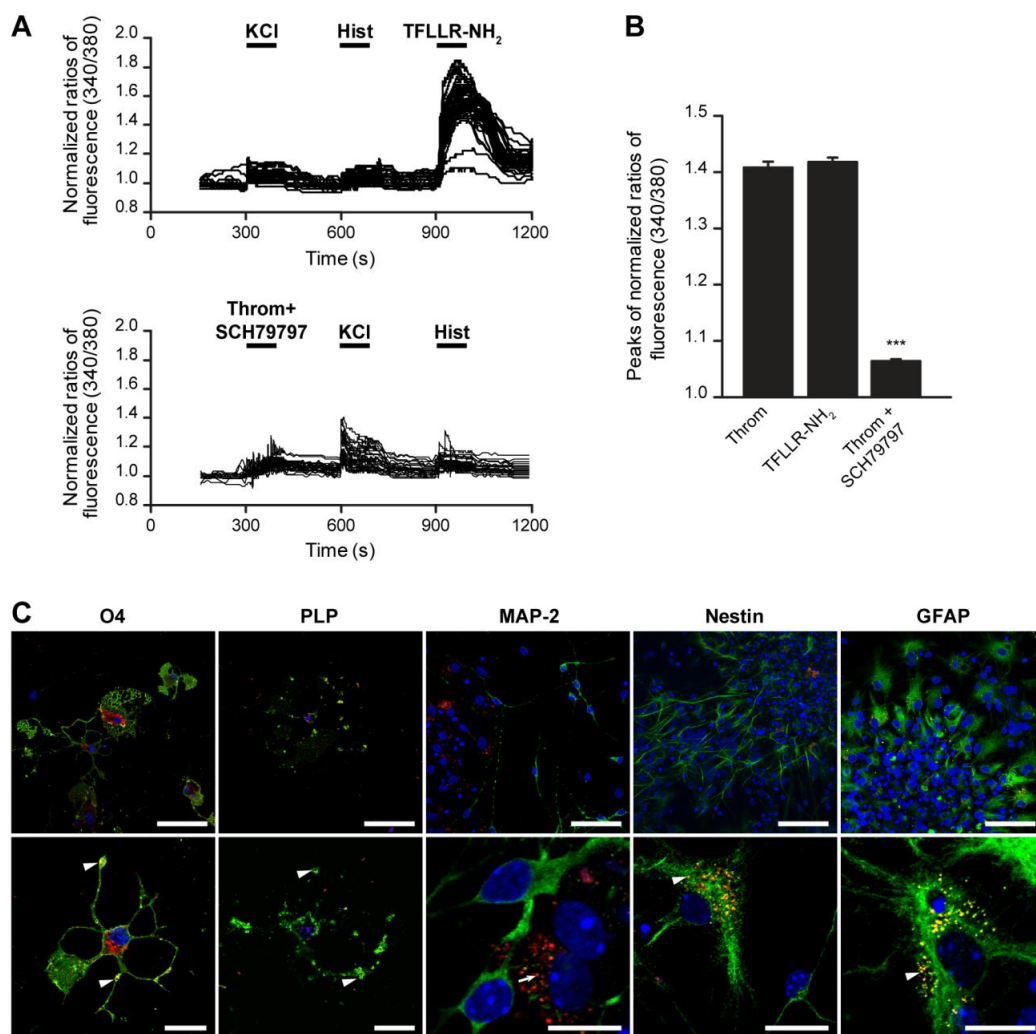 A
KCl Hist TFLLR-NH₂
Normalized ratios of
fluorescence (340/380)
2.0
1.8
1.6
1.4
1.2
1.0
0.8
0 300 600 900 1200
Time (s)
Throm+
SCH79797 KCl Hist
Normalized ratios of
fluorescence (340/380)
2.0
1.8
1.6
1.4
1.2
1.0
0.8
0 300 600 900 1200
Time (s)
B
Peaks of normalized ratios of
fluorescence (340/380)
1.5
1.4
1.3
1.2
1.1
1.0
***
Throm
TFLLR-NH₂
Throm +
SCH79797
C
O4 PLP MAP-2 Nestin GFAP